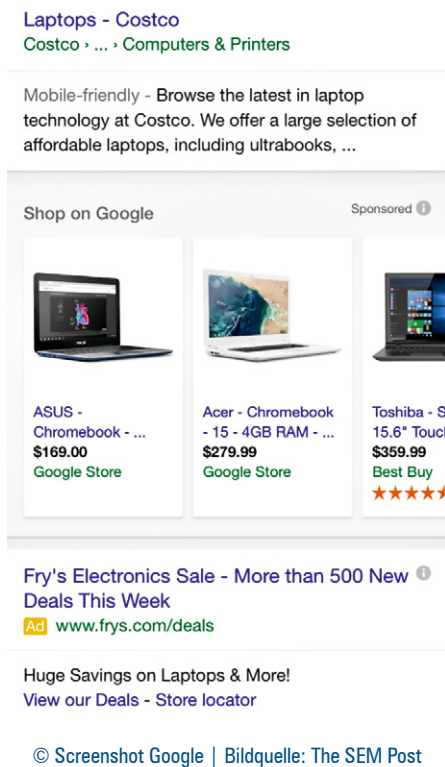 Laptops - Costco
Costco › ... › Computers & Printers
Mobile-friendly - Browse the latest in laptop
technology at Costco. We offer a large selection of
affordable laptops, including ultrabooks, ...
Shop on Google
Sponsored
ASUS -
Chromebook - ...
$169.00
Google Store
Acer - Chromebook
- 15 - 4GB RAM - ...
$279.99
Google Store
Toshiba - S
15.6" Touc
$359.99
Best Buy
★★★★★
Fry's Electronics Sale - More than 500 New
Deals This Week
Ad www.frys.com/deals
Huge Savings on Laptops & More!
View our Deals - Store locator
© Screenshot Google | Bildquelle: The SEM Post